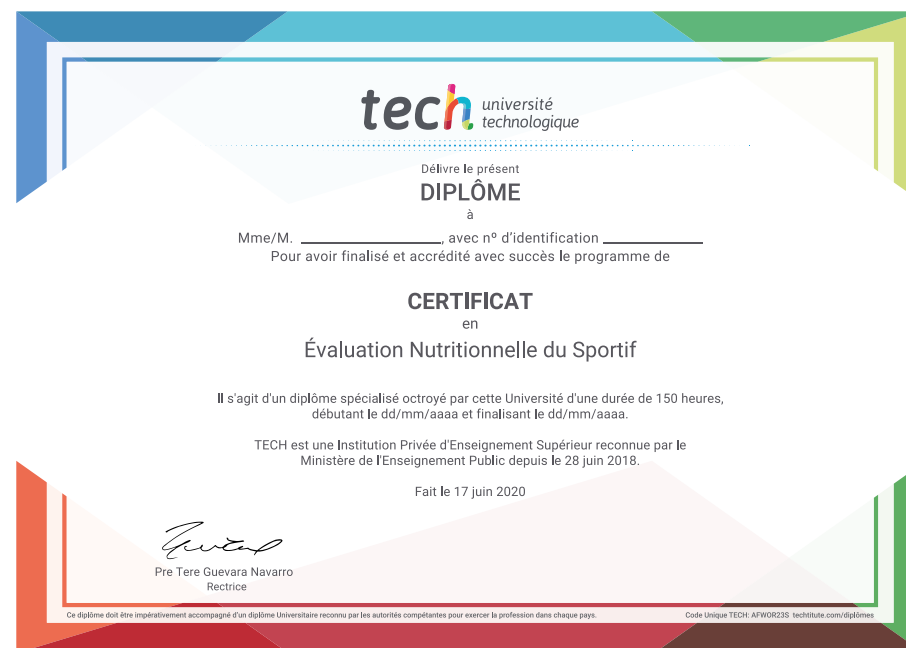 tech université
technologique
Délivre le présent
DIPLÔME
à
Mme/M. ____________________, avec nº d'identification ______________
Pour avoir finalisé et accrédité avec succès le programme de
CERTIFICAT
en
Évaluation Nutritionnelle du Sportif
Il s'agit d'un diplôme spécialisé octroyé par cette Université d'une durée de 150 heures,
débutant le dd/mm/aaaa et finalisant le dd/mm/aaaa.
TECH est une Institution Privée d'Enseignement Supérieur reconnue par le
Ministère de l'Enseignement Public depuis le 28 juin 2018.
Fait le 17 juin 2020
Pre Tere Guevara Navarro
Rectrice
Ce diplôme doit être impérativement accompagné d'un diplôme Universitaire reconnu par les autorités compétantes pour exercer la profession dans chaque pays.
Code Unique TECH: AFWOR23S techtitute.com/diplômes